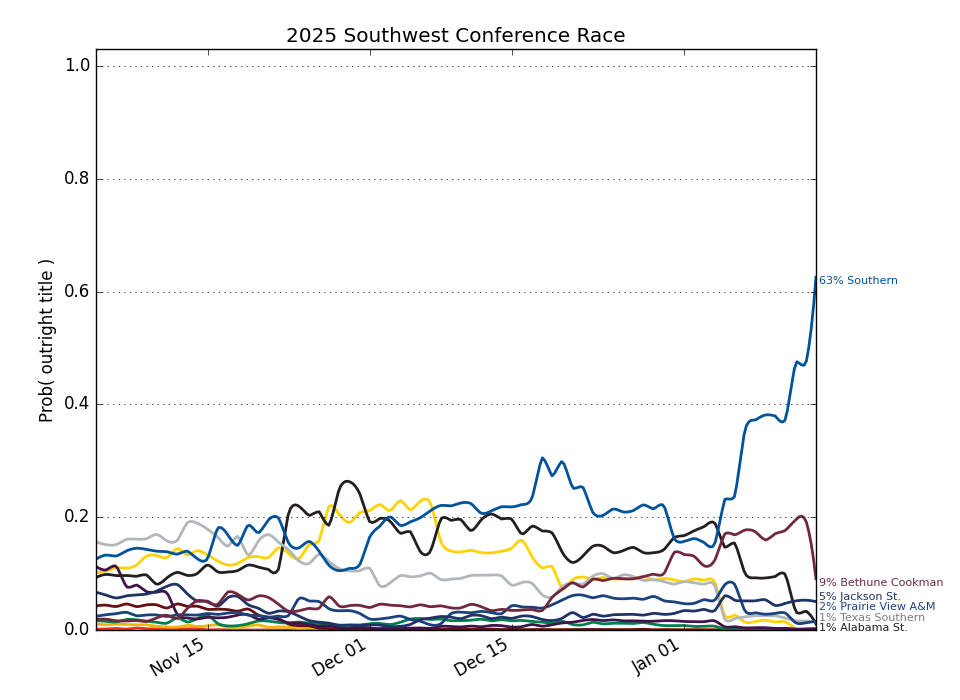 2025 Southwest Conference Race
Prob( outright title )
1.0
0.8
0.6
0.4
0.2
0.0
Nov 15
Dec 01
Dec 15
Jan 01
63% Southern
9% Bethune Cookman
5% Jackson St.
2% Prairie View A&M
1% Texas Southern
1% Alabama St.